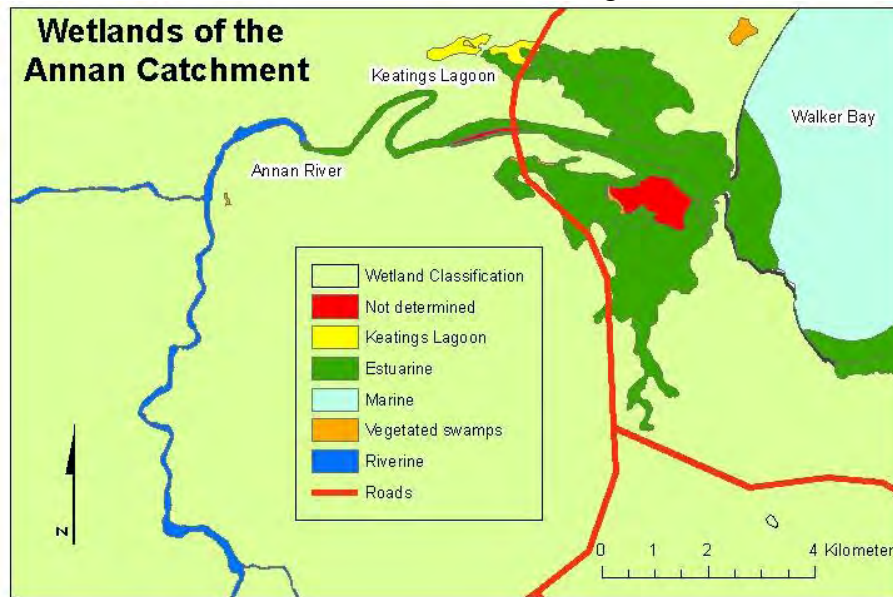 Wetlands of the
Annan Catchment
Keatings Lagoon
Walker Bay
Annan River
Wetland Classification
Not determined
Keatings Lagoon
Estuarine
Marine
Vegetated swamps
Riverine
Roads
N
0 1 2 4 Kilometer